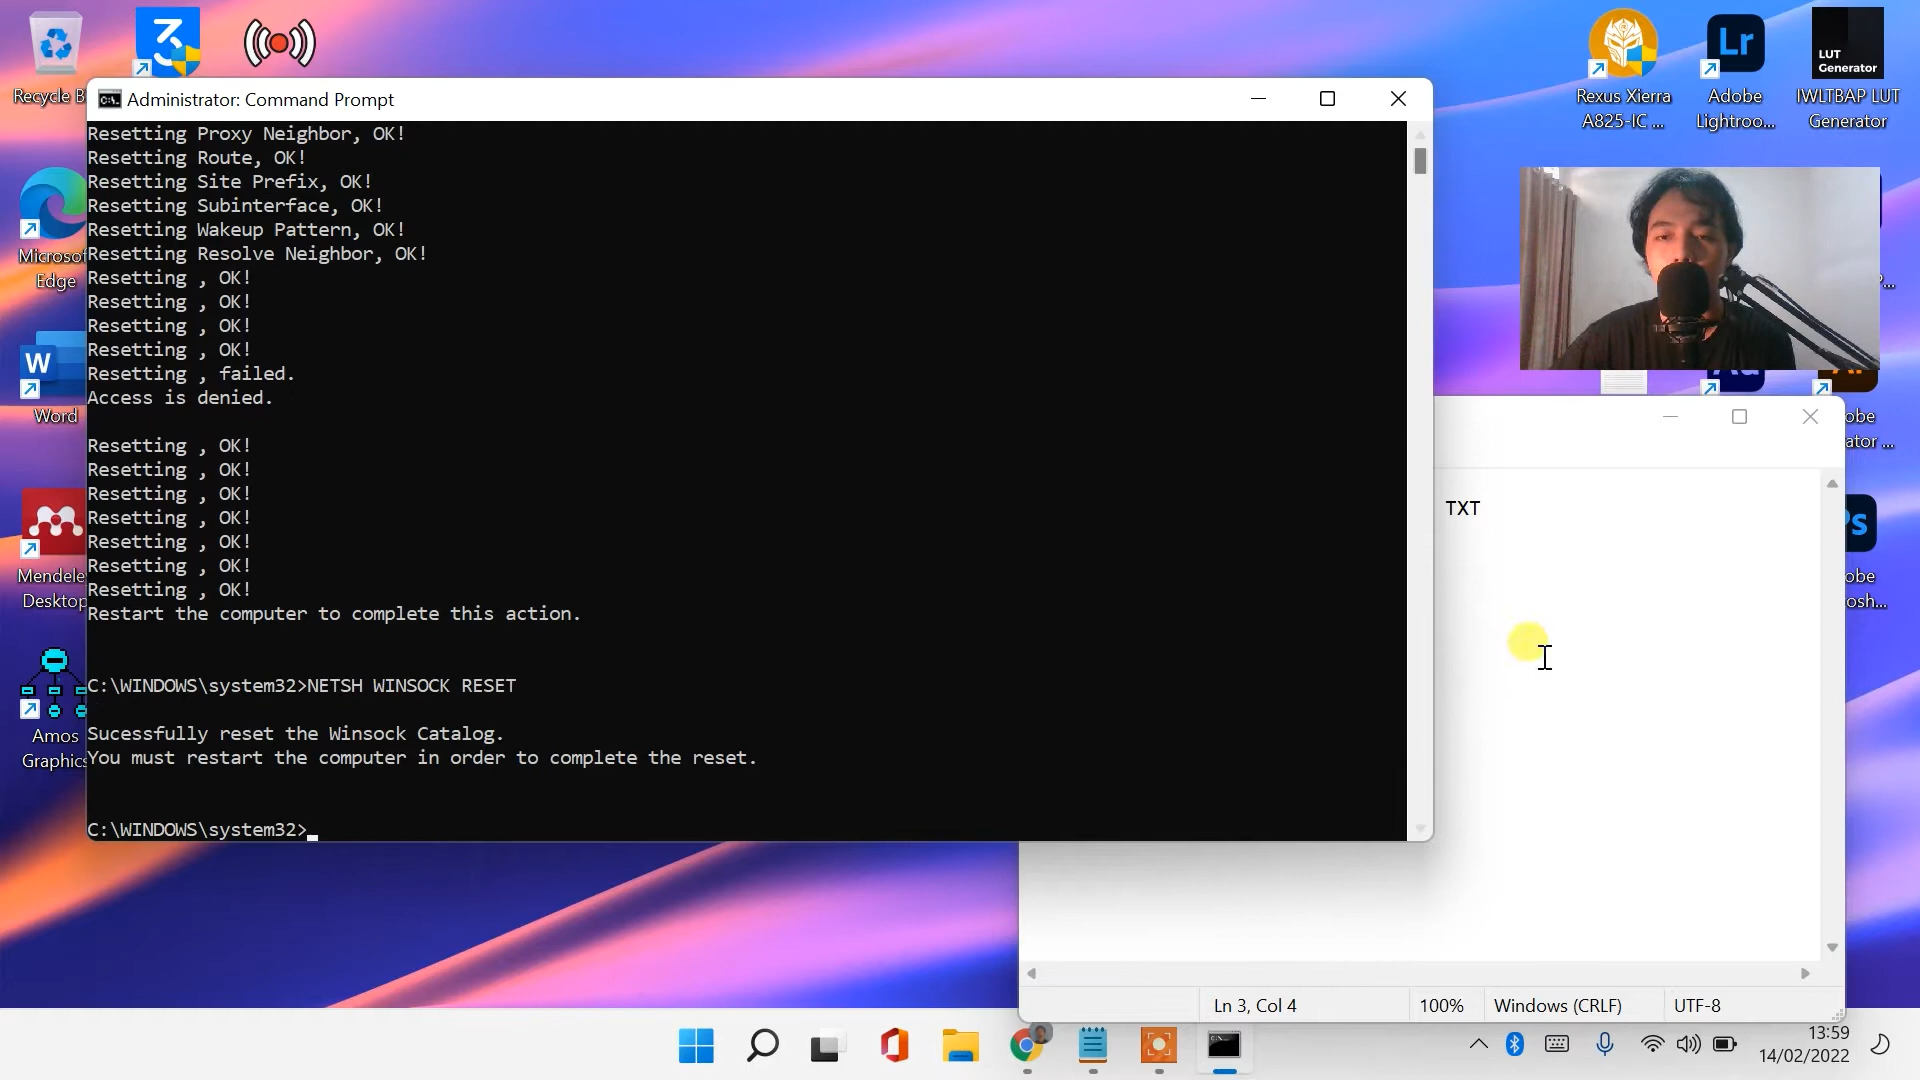 Recycle B
Administrator: Command Prompt
Resetting Proxy Neighbor, OK!
Resetting Route, OK!
Resetting Site Prefix, OK!
Resetting Subinterface, OK!
Resetting Wakeup Pattern, OK!
Resetting Resolve Neighbor, OK!
Resetting , OK!
Resetting , OK!
Resetting , OK!
Resetting , OK!
Resetting , failed.
Access is denied.
Resetting , OK!
Resetting , OK!
Resetting , OK!
Resetting , OK!
Resetting , OK!
Resetting , OK!
Resetting , OK!
Restart the computer to complete this action.
C:\WINDOWS\system32>NETSH WINSOCK RESET
Sucessfully reset the Winsock Catalog.
You must restart the computer in order to complete the reset.
C:\WINDOWS\system32>
Microsof
Edge
W
Word
Mendele
Desktop
Amos
Graphics
Rexus Xierra
A825-IC ...
Lr
Adobe
Lightroo...
LUT
Generator
IWLTBAP LUT
Generator
P...
obe
ator ...
Ps
obe
osh...
TXT
Ln 3, Col 4
100%
Windows (CRLF)
UTF-8
13:59
14/02/2022